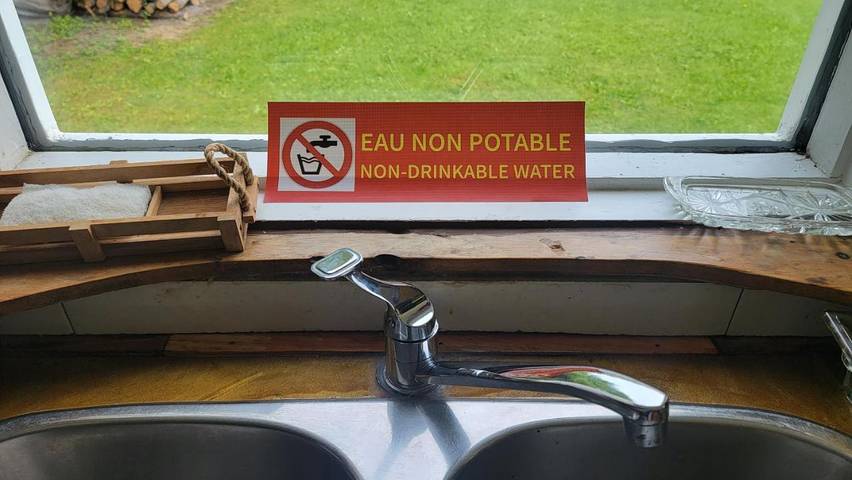 EAU NON POTABLE
NON-DRINKABLE WATER